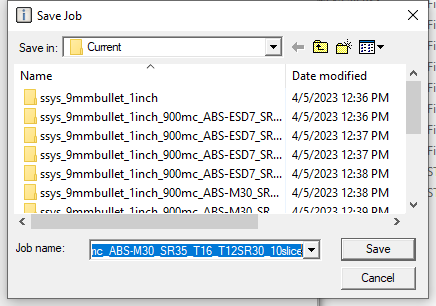 Save Job
Save in: Current
Name Date modified
ssys_9mmbullet_1inch 4/5/2023 12:36 PM
ssys_9mmbullet_1inch_900mc_ABS-ESD7_SR... 4/5/2023 12:36 PM
ssys_9mmbullet_1inch_900mc_ABS-ESD7_SR... 4/5/2023 12:37 PM
ssys_9mmbullet_1inch_900mc_ABS-ESD7_SR... 4/5/2023 12:37 PM
ssys_9mmbullet_1inch_900mc_ABS-ESD7_SR... 4/5/2023 12:38 PM
ssys_9mmbullet_1inch_900mc_ABS-M30_SR... 4/5/2023 12:38 PM
ssys_9mmbullet_1inch_900mc_ABS-M30_SR... 4/5/2023 12:39 PM
Job name: mc_ABS-M30_SR35_T16_T12SR30_10slice Save
Cancel